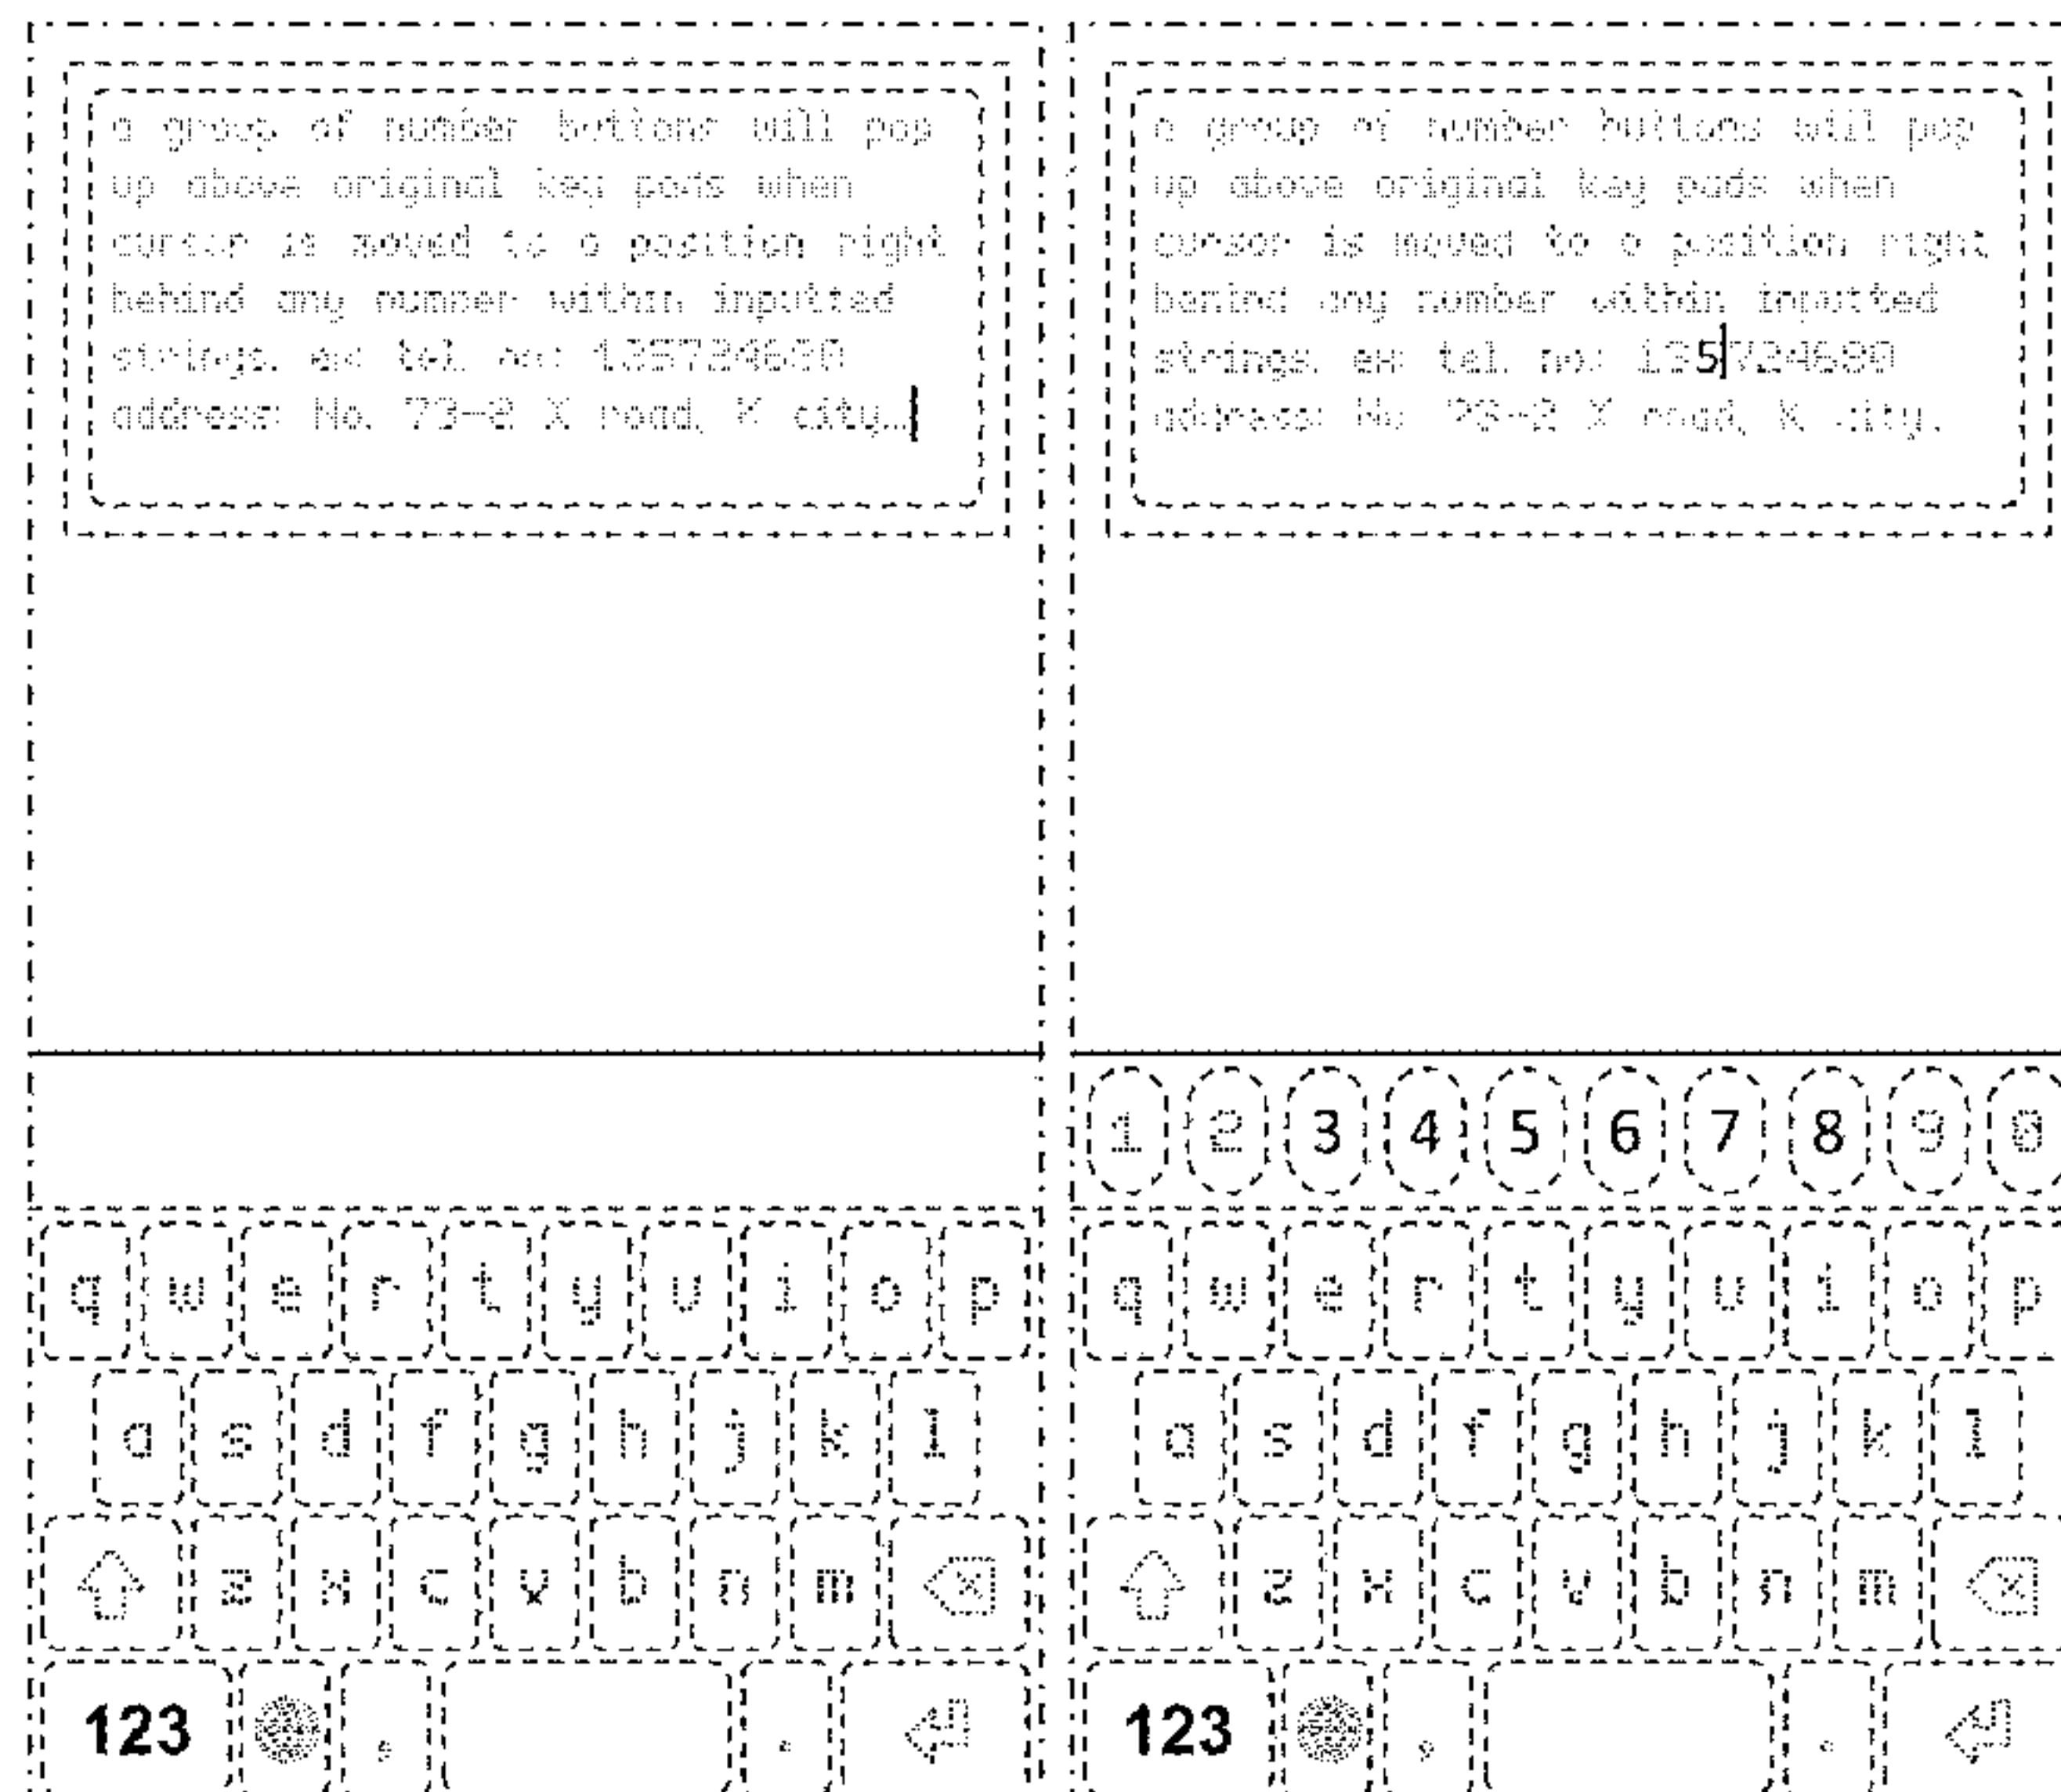 a group of number buttons will pop
up above original key pads when
cursor is moved to a position right
behind any number within inputted
strings. ex: tel. no: 135724680
address: No. 73-2 X road, K city.
a group of number buttons will pop
up above original key pads when
cursor is moved to a position right
behind any number within inputted
strings. ex: tel. no: 135724680
address: No. 73-2 X road, K city.
1 2 3 4 5 6 7 8 9 0
q w e r t y u i o p
a s d f g h j k l
z x c v b n m
123 , .
q w e r t y u i o p
a s d f g h j k l
z x c v b n m
123 , .